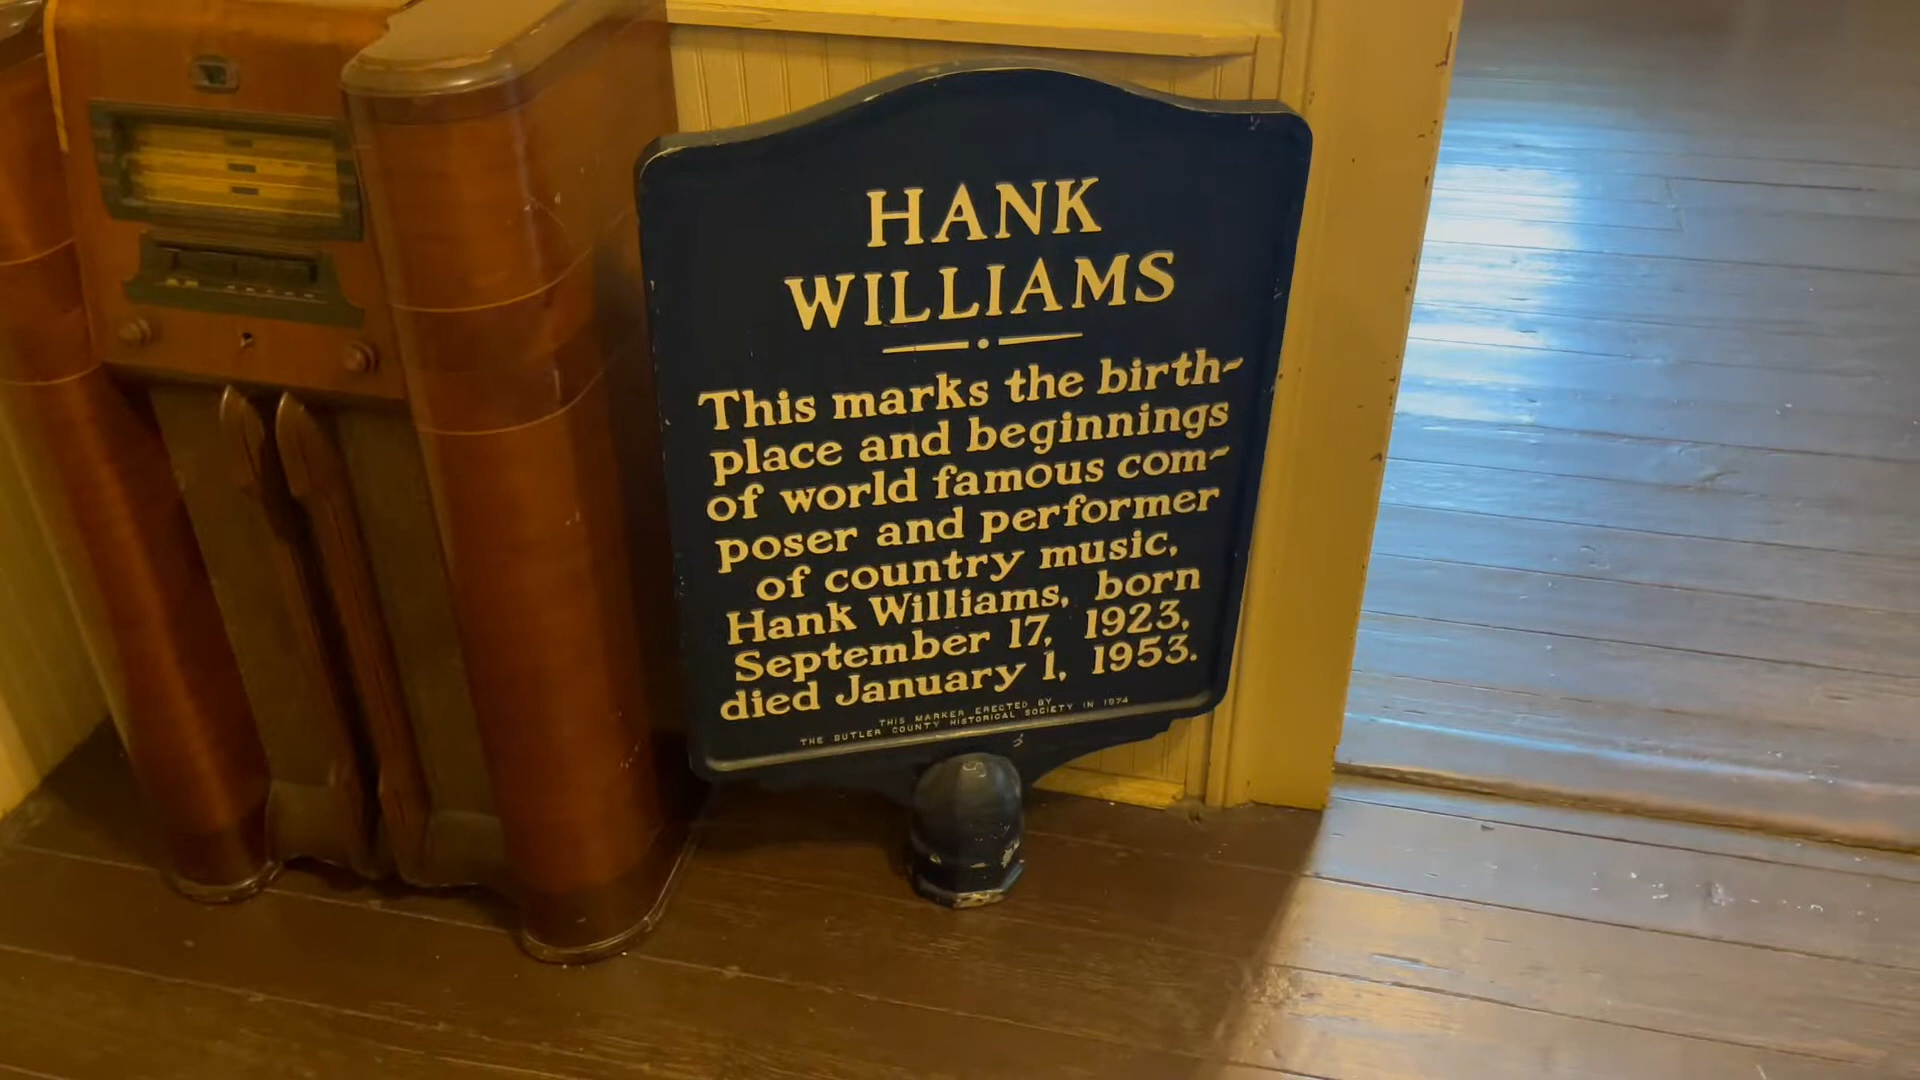 HANK
WILLIAMS
This marks the birth-
place and beginnings
of world famous com-
poser and performer
of country music,
Hank Williams, born
September 17, 1923,
died January 1, 1953.
THIS MARKER ERECTED BY
THE BUTLER COUNTY HISTORICAL SOCIETY IN 1974